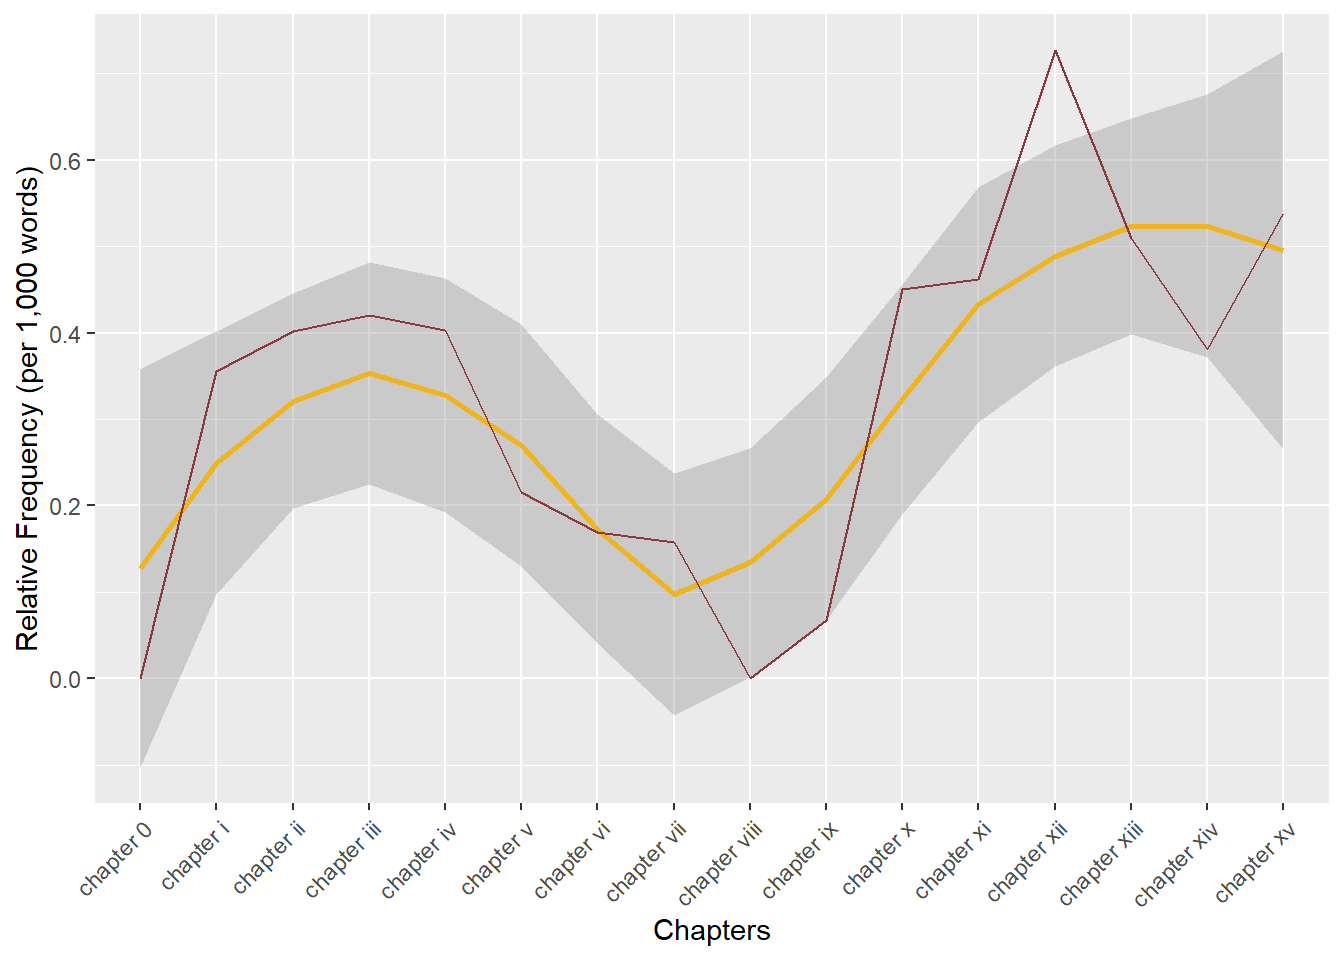 Relative Frequency (per 1,000 words)
0.6
0.4
0.2
0.0
chapter 0
chapter i
chapter ii
chapter iii
chapter iv
chapter v
chapter vi
chapter vii
chapter viii
chapter ix
chapter x
chapter xi
chapter xii
chapter xiii
chapter xiv
chapter xv
Chapters